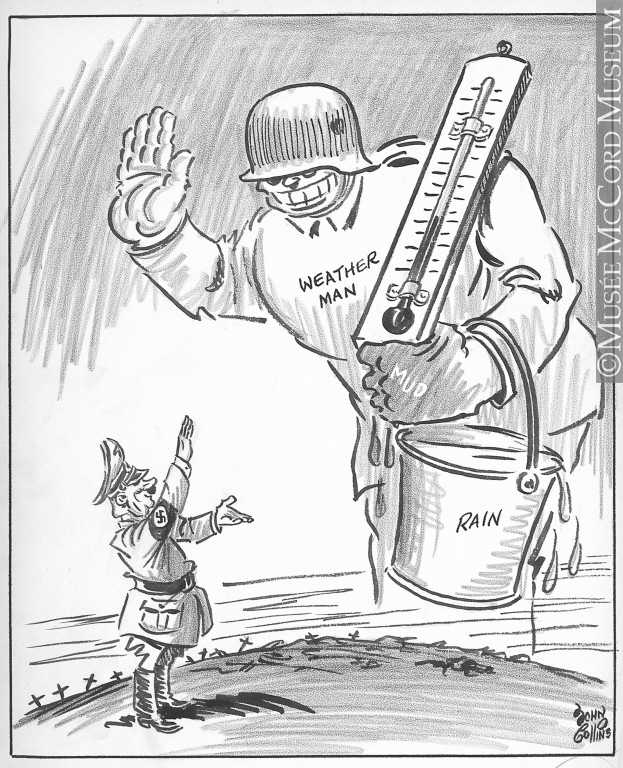 WEATHER
MAN
MUD
RAIN
JOHN
COLLINS
© MUSÉE MCCORD MUSEUM